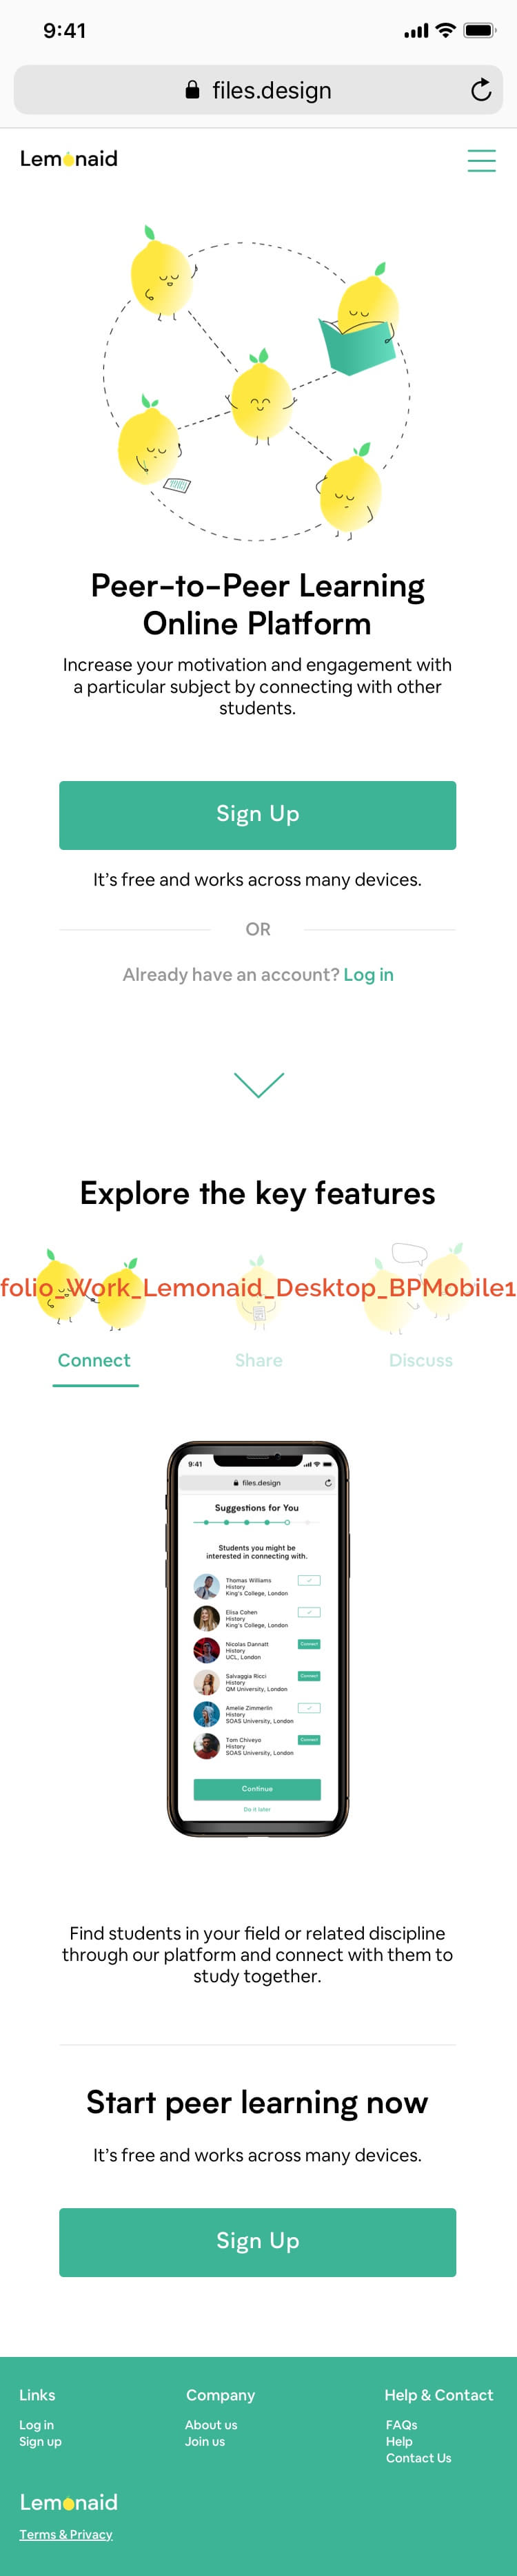 9:41
files.design
Lemonaid
Peer-to-Peer Learning
Online Platform
Increase your motivation and engagement with
a particular subject by connecting with other
students.
Sign Up
It’s free and works across many devices.
OR
Already have an account? Log in
Explore the key features
folio_Work_Lemonaid_Desktop_BPMobile1
Connect
Share
Discuss
9:41
files.design
Suggestions for You
Students you might be
interested in connecting with.
Thomas Williams
History
King's College, London
Elisa Cohen
History
King's College, London
Nicolas Dannatt
History
UCL, London
Connect
Salvaggia Ricci
History
QM University, London
Connect
Amelie Zimmerlin
History
SOAS University, London
Tom Chiveyo
History
SOAS University, London
Connect
Continue
Do it later
Find students in your field or related discipline
through our platform and connect with them to
study together.
Start peer learning now
It’s free and works across many devices.
Sign Up
Links
Log in
Sign up
Company
About us
Join us
Help & Contact
FAQs
Help
Contact Us
Lemonaid
Terms & Privacy